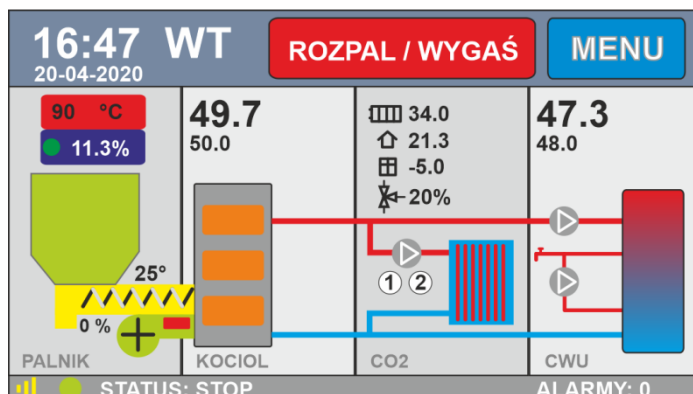 16:47 WT
20-04-2020
ROZPAL / WYGAŚ
MENU
90 °C
11.3%
25°
0 %
PALNIK
49.7
50.0
KOCIOL
34.0
21.3
-5.0
20%
1 2
CO2
47.3
48.0
CWU
STATUS: STOP
ALARMY: 0